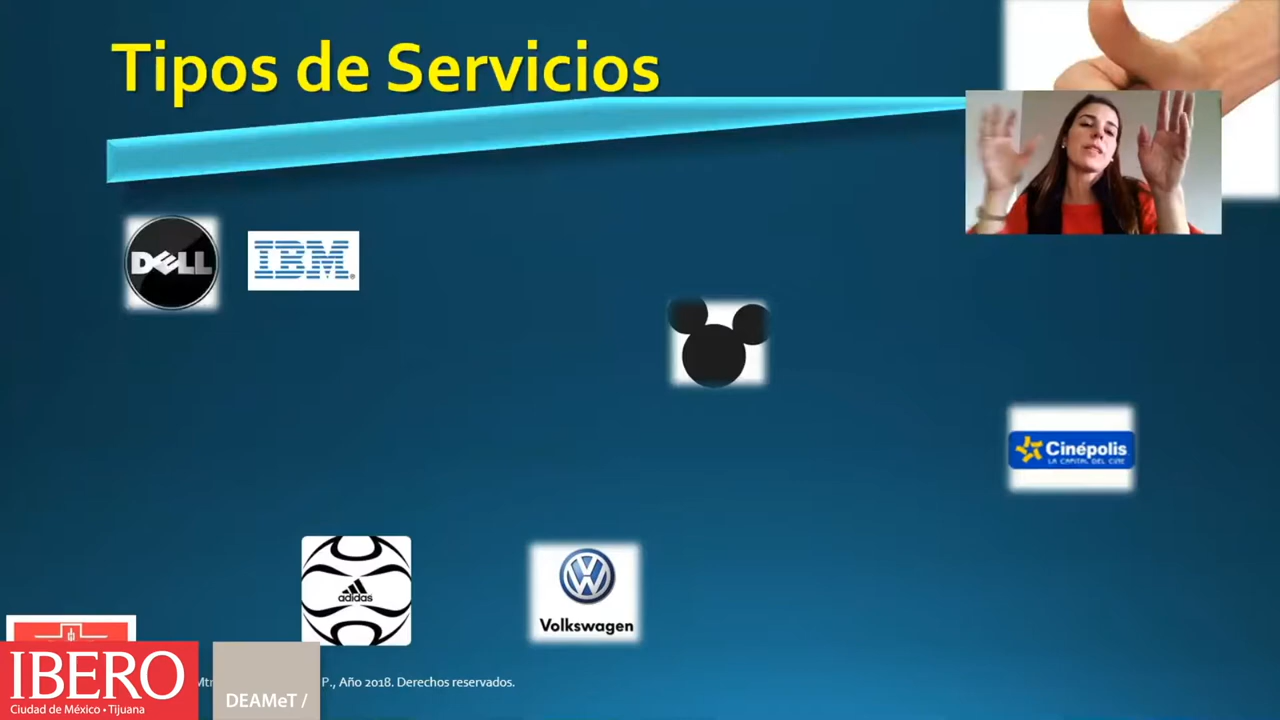 Tipos de Servicios
DELL
IBM
Cinépolis
LA CAPITAL DEL CINE
adidas
Volkswagen
P., Año 2018. Derechos reservados.
IBERO
Ciudad de México • Tijuana
DEAMeT /